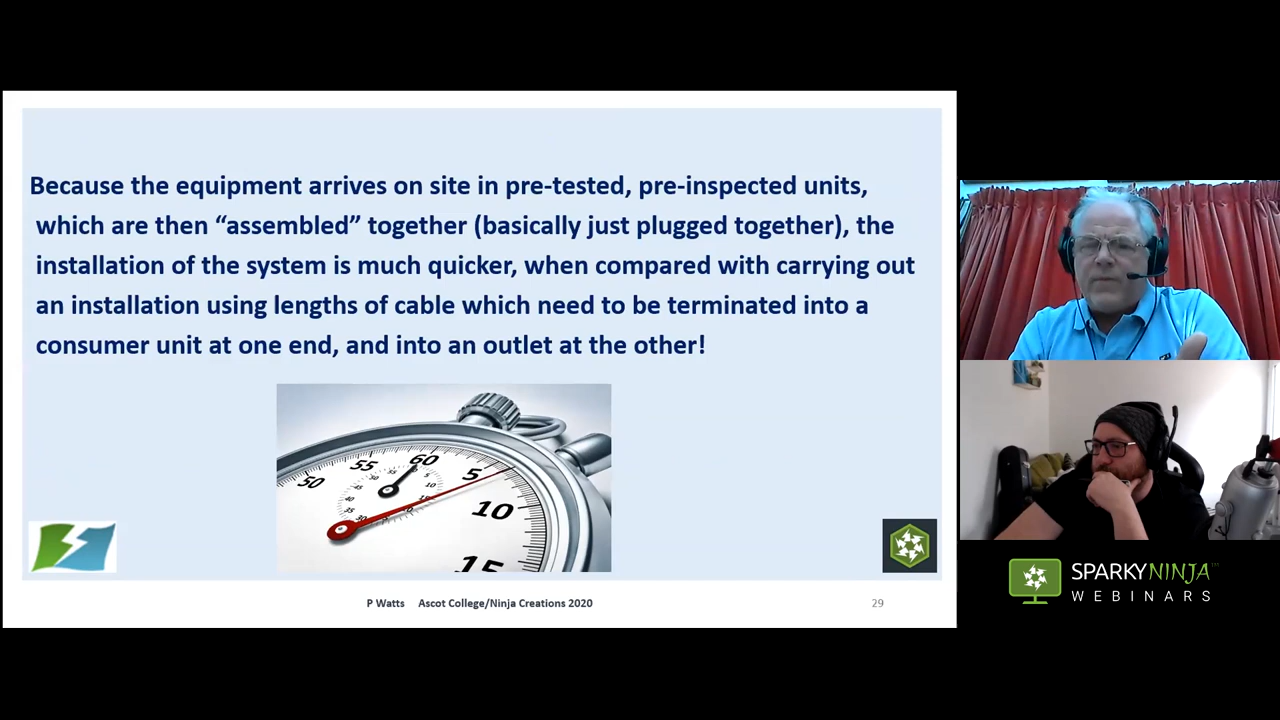 Because the equipment arrives on site in pre-tested, pre-inspected units,
which are then “assembled” together (basically just plugged together), the
installation of the system is much quicker, when compared with carrying out
an installation using lengths of cable which need to be terminated into a
consumer unit at one end, and into an outlet at the other!
50
55
60
5
10
15
P Watts Ascot College/Ninja Creations 2020
29
SPARKYNINJA™
WEBINARS